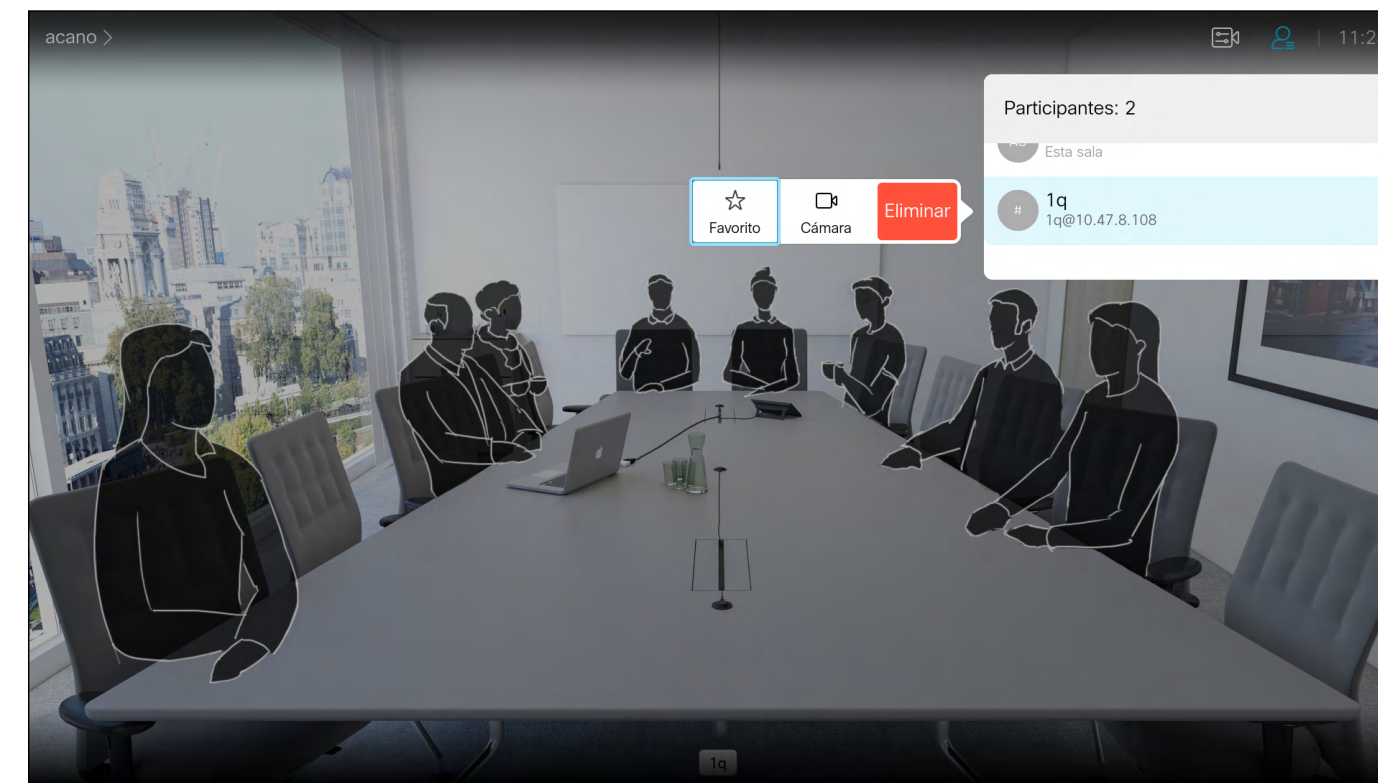 acano >
11:2
Participantes: 2
Esta sala
1q
#
1q@10.47.8.108
Favorito
Cámara
Eliminar
1q